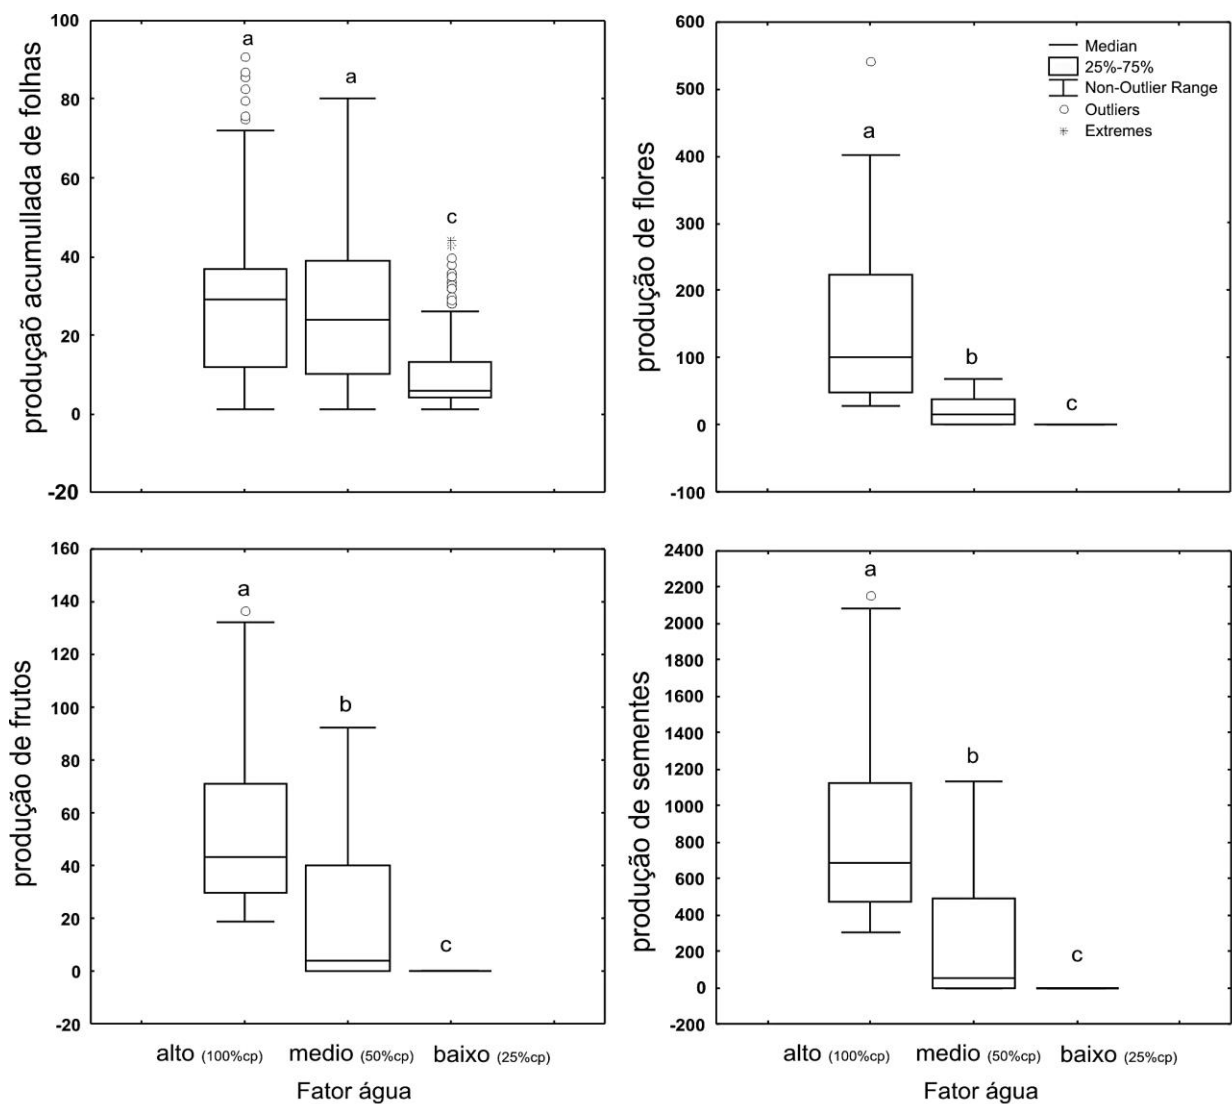 produçaõ acumullada de folhas
100
80
60
40
20
0
-20
a
a
c
produção de flores
600
500
400
300
200
100
0
-100
a
b
c
Median
25%-75%
Non-Outlier Range
Outliers
Extremes
produção de frutos
160
140
120
100
80
60
40
20
0
-20
a
b
c
alto (100%cp) medio (50%cp) baixo (25%cp)
Fator água
produção de sementes
2400
2200
2000
1800
1600
1400
1200
1000
800
600
400
200
0
-200
a
b
c
alto (100%cp) medio (50%cp) baixo (25%cp)
Fator água